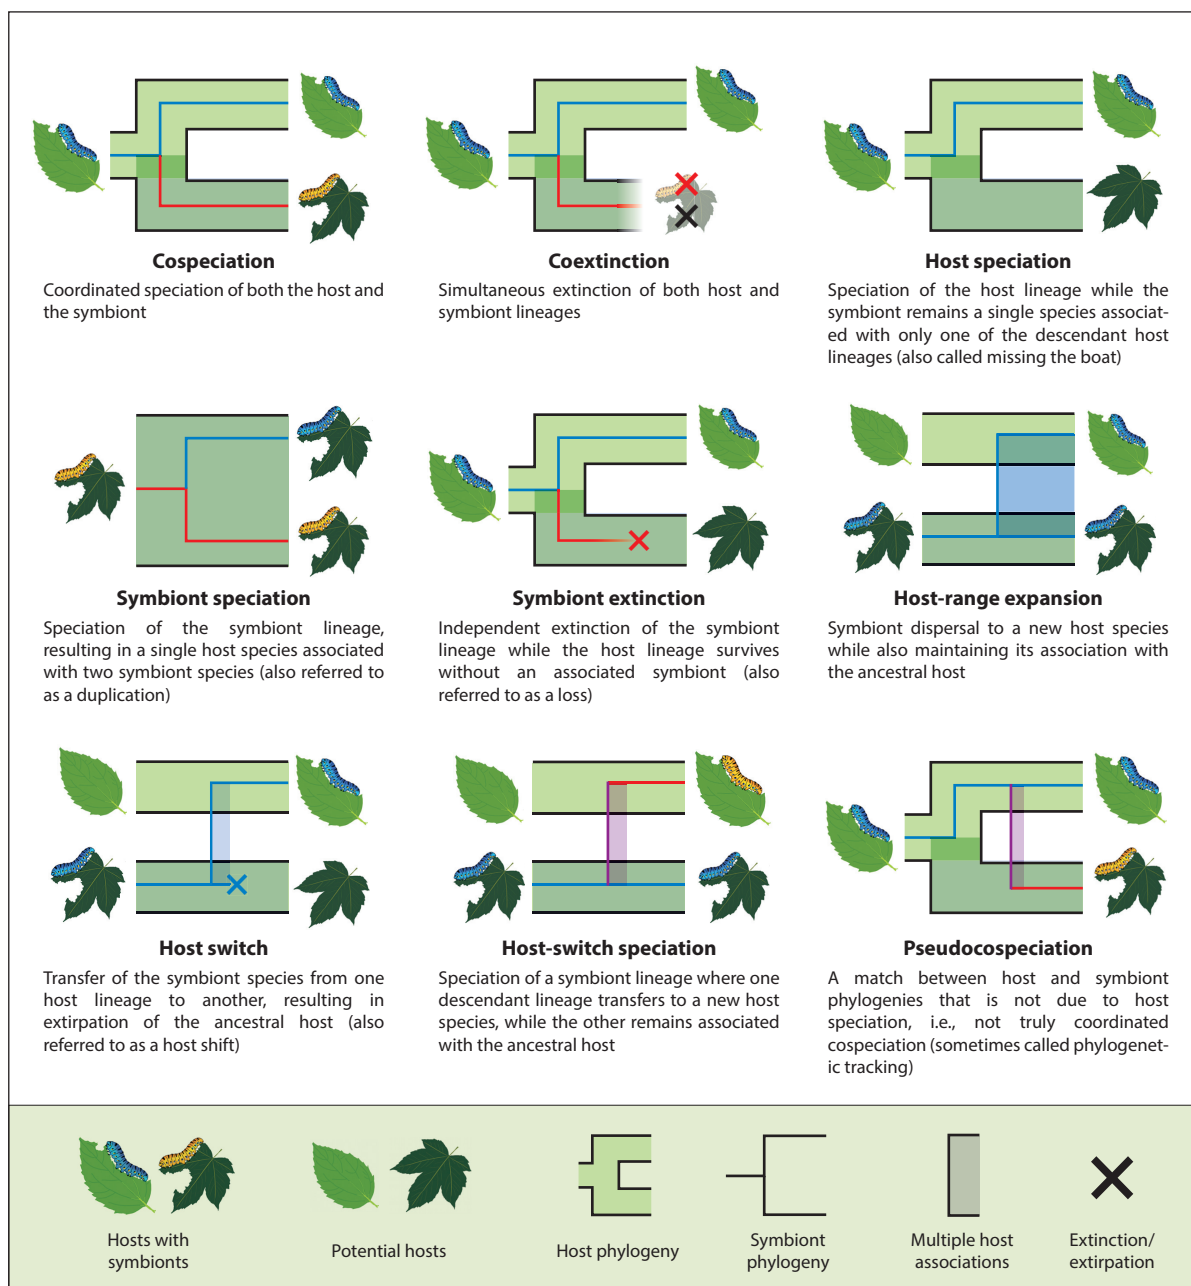 Cospeciation
Coordinated speciation of both the host and
the symbiont
Coextinction
Simultaneous extinction of both host and
symbiont lineages
Host speciation
Speciation of the host lineage while the
symbiont remains a single species associat-
ed with only one of the descendant host
lineages (also called missing the boat)
Symbiont speciation
Speciation of the symbiont lineage,
resulting in a single host species associated
with two symbiont species (also referred to
as a duplication)
Symbiont extinction
Independent extinction of the symbiont
lineage while the host lineage survives
without an associated symbiont (also
referred to as a loss)
Host-range expansion
Symbiont dispersal to a new host species
while also maintaining its association with
the ancestral host
Host switch
Transfer of the symbiont species from one
host lineage to another, resulting in
extirpation of the ancestral host (also
referred to as a host shift)
Host-switch speciation
Speciation of a symbiont lineage where one
descendant lineage transfers to a new host
species, while the other remains associated
with the ancestral host
Pseudocospeciation
A match between host and symbiont
phylogenies that is not due to host
speciation, i.e., not truly coordinated
cospeciation (sometimes called phylogenet-
ic tracking)
Hosts with
symbionts
Potential hosts
Host phylogeny
Symbiont
phylogeny
Multiple host
associations
Extinction/
extirpation